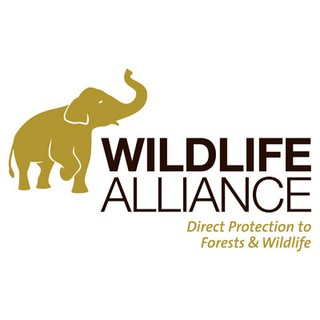 WILDLIFE
ALLIANCE
Direct Protection to
Forests & Wildlife